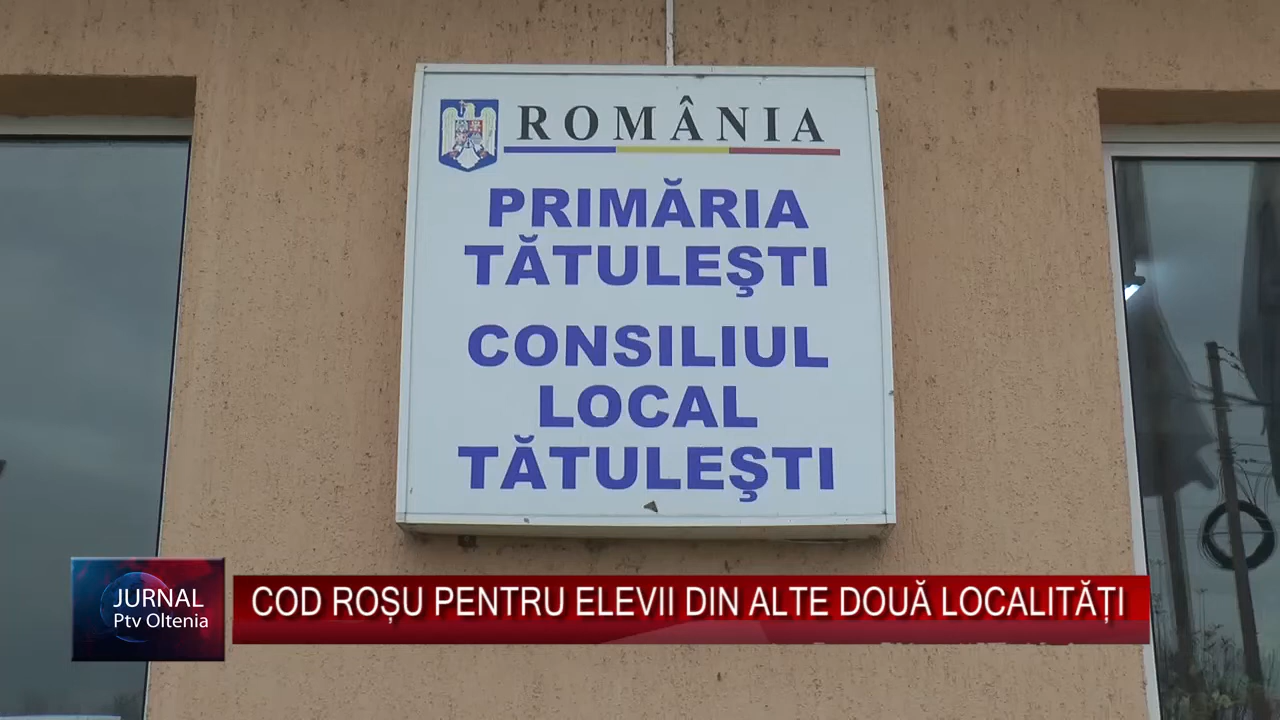 ROMÂNIA
PRIMĂRIA
TĂTULEŞTI
CONSILIUL
LOCAL
TĂTULEŞTI
JURNAL
Ptv Oltenia
COD ROȘU PENTRU ELEVII DIN ALTE DOUĂ LOCALITĂȚI